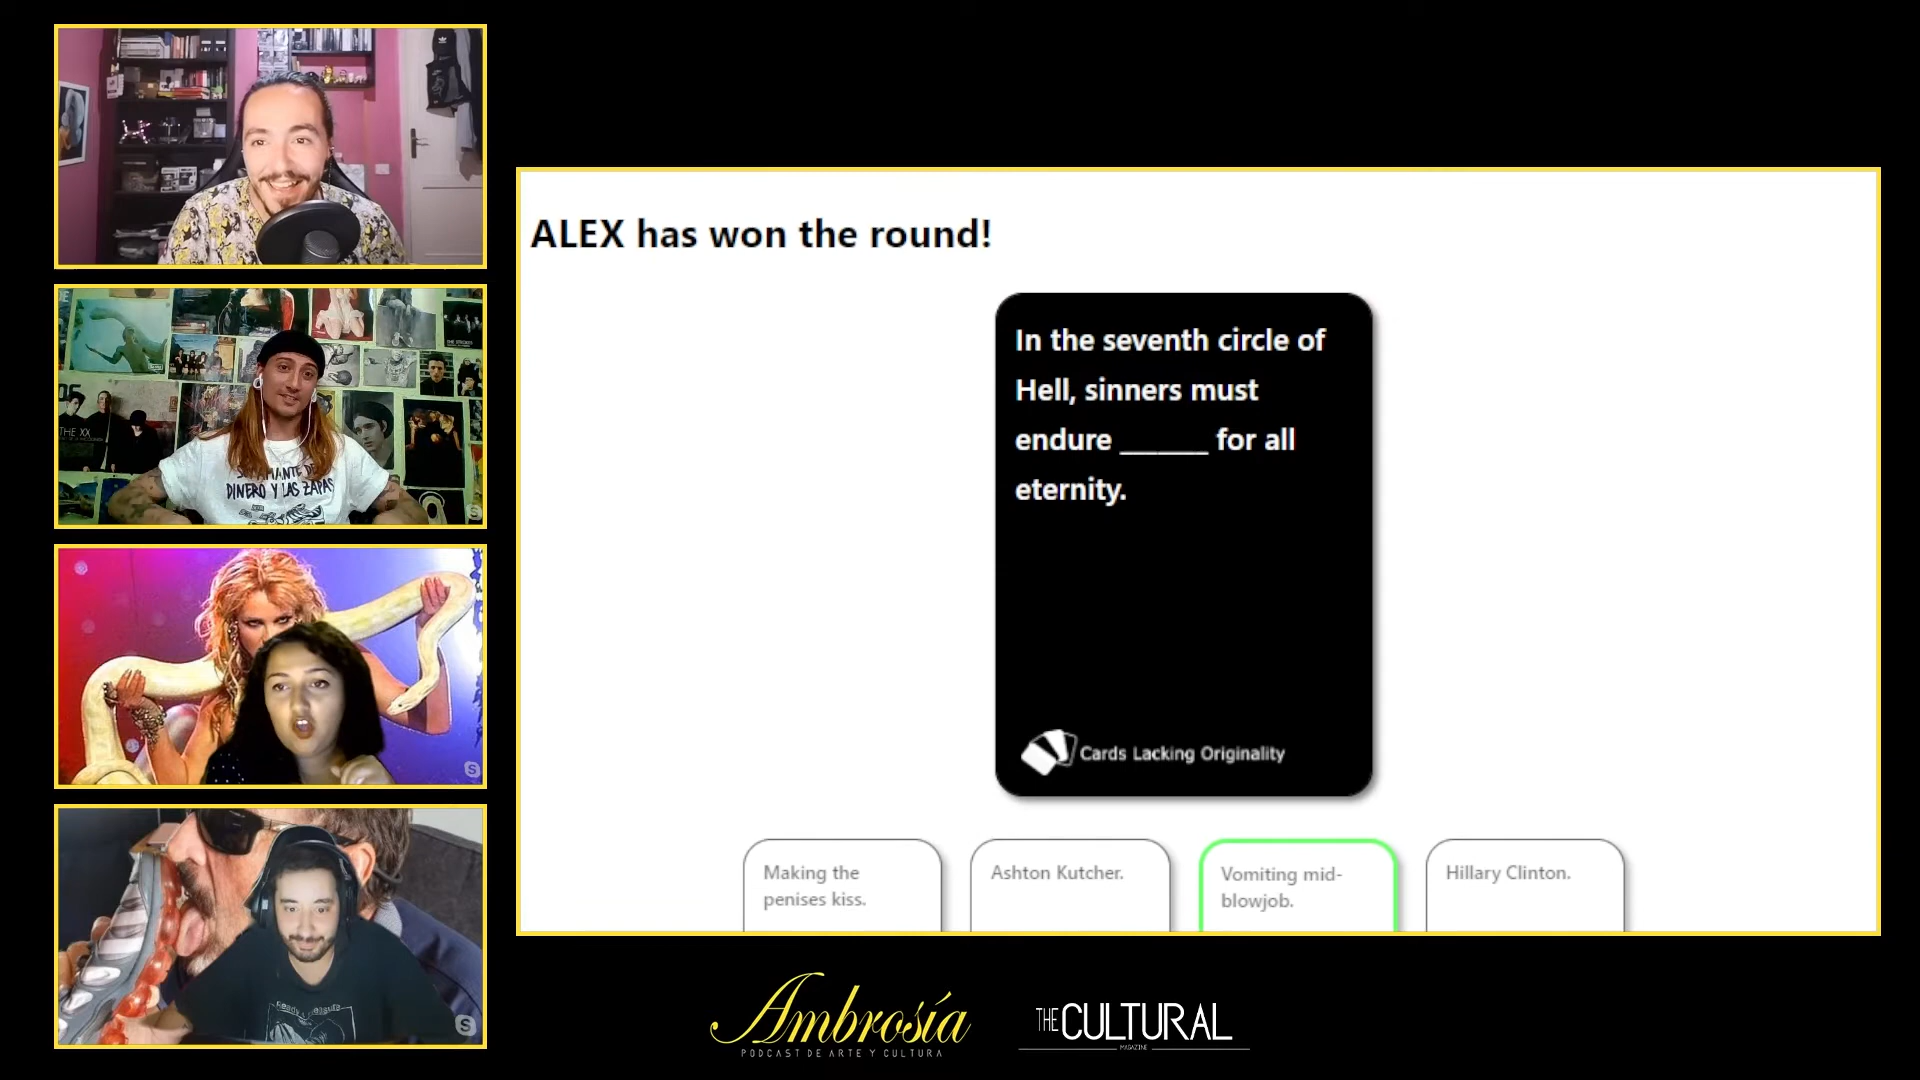 ALEX has won the round!
In the seventh circle of
Hell, sinners must
endure ______ for all
eternity.
Cards Lacking Originality
Making the
penises kiss.
Ashton Kutcher.
Vomiting mid-
blowjob.
Hillary Clinton.
THE XX
DINERO Y LAS ZAPAS
Ambrosía
PODCAST DE ARTE Y CULTURA
THE CULTURAL
MAGAZINE